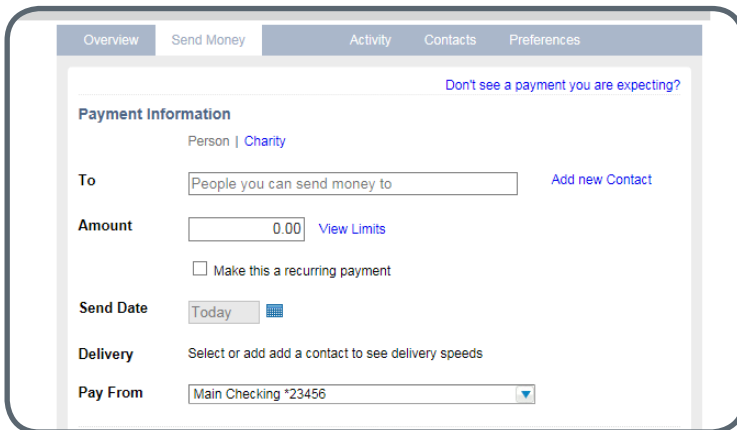 Overview Send Money Activity Contacts Preferences
Don't see a payment you are expecting?
Payment Information
Person | Charity
To People you can send money to Add new Contact
Amount 0.00 View Limits
Make this a recurring payment
Send Date Today
Delivery Select or add add a contact to see delivery speeds
Pay From Main Checking *23456